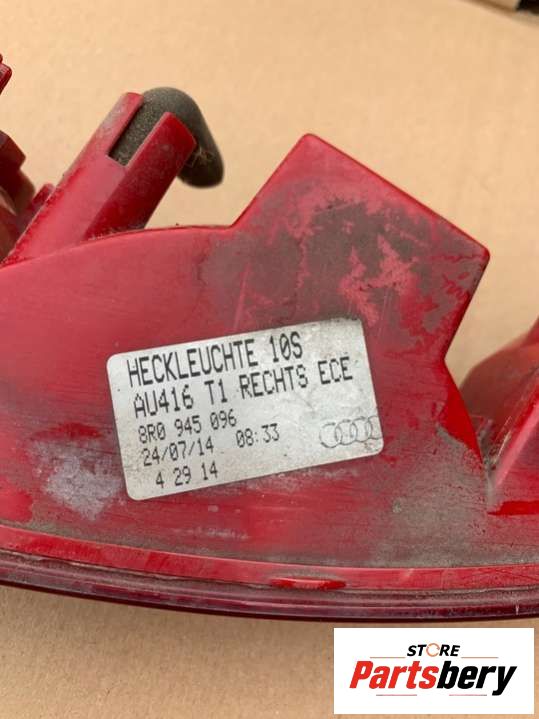 HECKLEUCHTE 10S
AU416 T1 RECHTS ECE
8R0 945 096
24/07/14 08:33
4 29 14
STORE
Partsbery